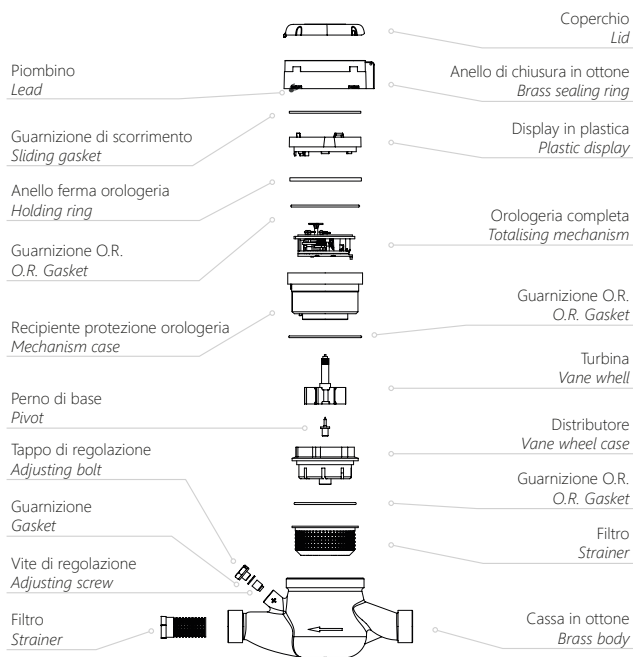 Coperchio
Lid
Piombino
Lead
Anello di chiusura in ottone
Brass sealing ring
Guarnizione di scorrimento
Sliding gasket
Display in plastica
Plastic display
Anello ferma orologeria
Holding ring
Orologeria completa
Totalising mechanism
Guarnizione O.R.
O.R. Gasket
Guarnizione O.R.
O.R. Gasket
Recipiente protezione orologeria
Mechanism case
Turbina
Vane whell
Perno di base
Pivot
Distributore
Vane wheel case
Tappo di regolazione
Adjusting bolt
Guarnizione O.R.
O.R. Gasket
Guarnizione
Gasket
Filtro
Strainer
Vite di regolazione
Adjusting screw
Filtro
Strainer
Cassa in ottone
Brass body